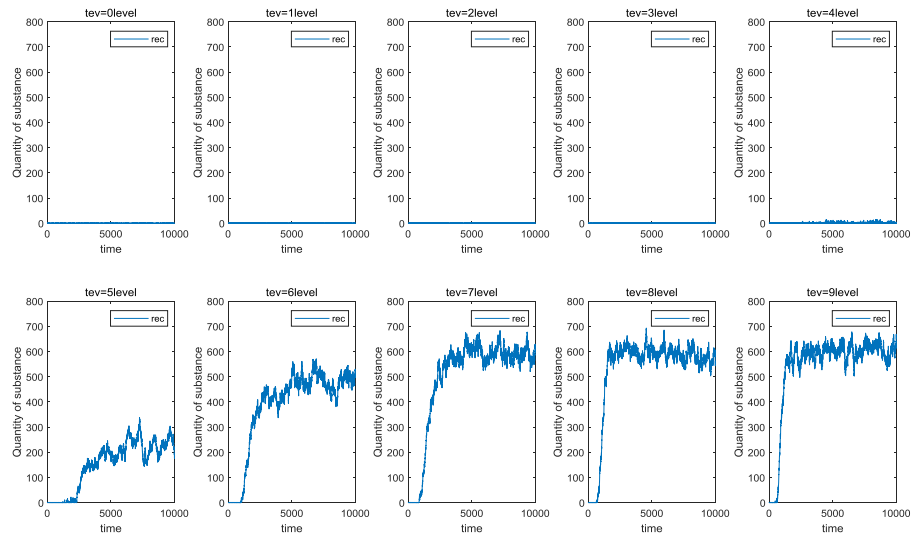 tev=0level tev=1level tev=2level tev=3level tev=4level
800 800 800 800 800
rec rec rec rec rec
700 700 700 700 700
600 600 600 600 600
500 500 500 500 500
400 400 400 400 400
300 300 300 300 300
200 200 200 200 200
100 100 100 100 100
0 0 0 0 0
Quantity of substance Quantity of substance Quantity of substance Quantity of substance Quantity of substance
0 5000 10000 0 5000 10000 0 5000 10000 0 5000 10000 0 5000 10000
time time time time time
tev=5level tev=6level tev=7level tev=8level tev=9level
800 800 800 800 800
rec rec rec rec rec
700 700 700 700 700
600 600 600 600 600
500 500 500 500 500
400 400 400 400 400
300 300 300 300 300
200 200 200 200 200
100 100 100 100 100
0 0 0 0 0
Quantity of substance Quantity of substance Quantity of substance Quantity of substance Quantity of substance
0 5000 10000 0 5000 10000 0 5000 10000 0 5000 10000 0 5000 10000
time time time time time